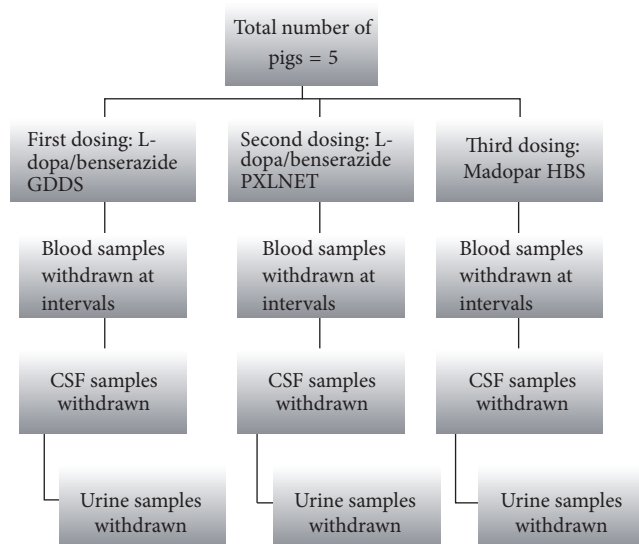 Total number of
pigs = 5
First dosing: L-
dopa/benserazide
GDDS
Second dosing: L-
dopa/benserazide
PXLNET
Third dosing:
Madopar HBS
Blood samples
withdrawn at
intervals
Blood samples
withdrawn at
intervals
Blood samples
withdrawn at
intervals
CSF samples
withdrawn
CSF samples
withdrawn
CSF samples
withdrawn
Urine samples
withdrawn
Urine samples
withdrawn
Urine samples
withdrawn